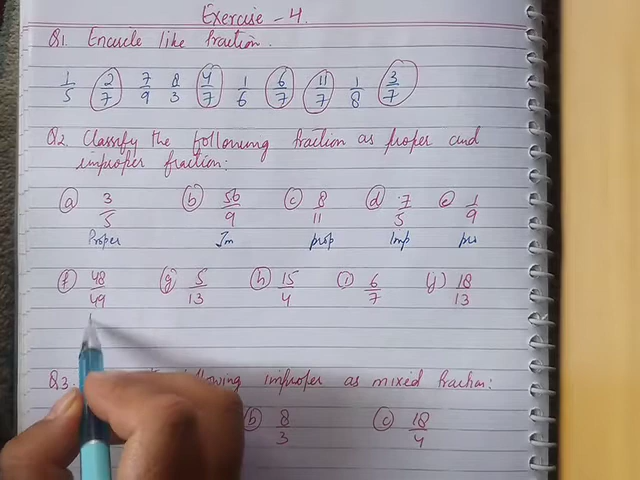 Exercise - 4.
Q1. Encircle like fraction.
1/5 2/7 7/9 8/3 4/7 1/6 6/7 11/7 1/8 3/7
Q2. Classify the following fraction as proper and
improper fraction:
(a) 3/5 (b) 56/9 (c) 8/11 (d) 7/5 (e) 1/9
Proper Im prop Imp pro
(f) 48/49 (g) 5/13 (h) 15/4 (i) 6/7 (j) 18/13
Q3. following improper as mixed fraction:
(b) 8/3 (c) 18/4